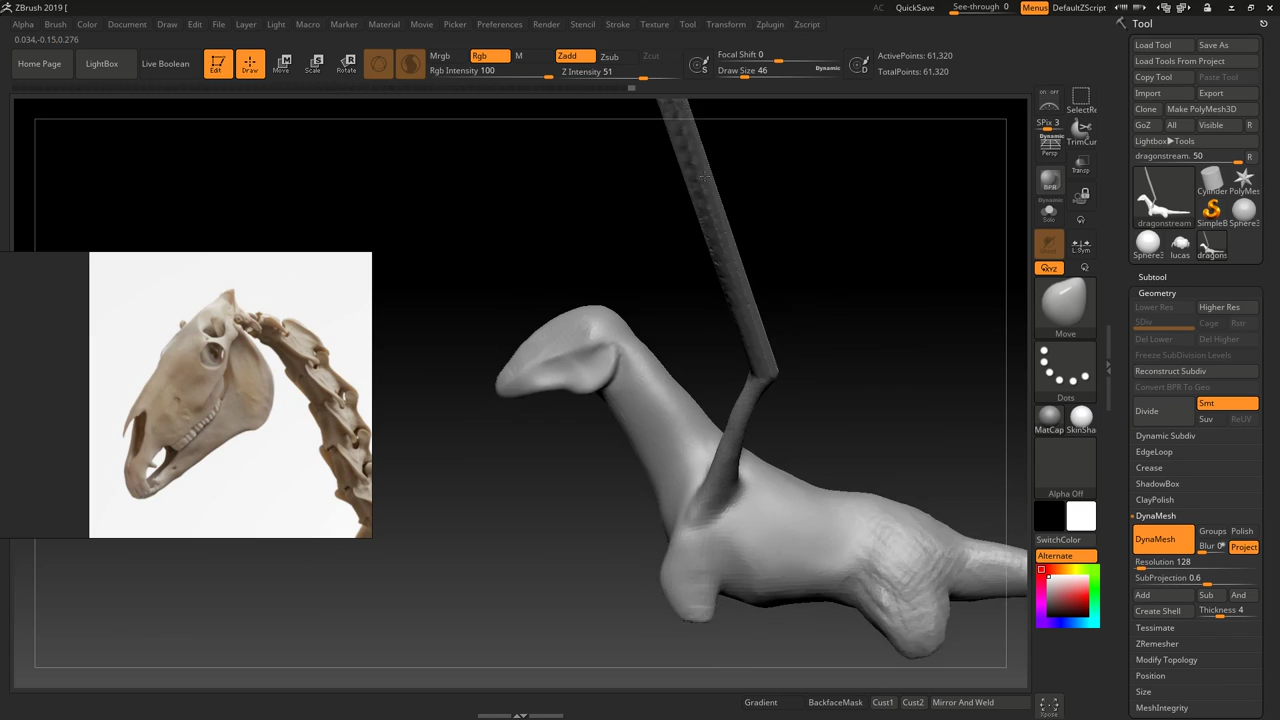 ZBrush 2019 [
AC QuickSave See-through 0 Menus DefaultZScript
Alpha Brush Color Document Draw Edit File Layer Light Macro Marker Material Movie Picker Preferences Render Stencil Stroke Texture Tool Transform Zplugin Zscript
0.034,-0.15,0.276
Home Page LightBox Live Boolean Edit Draw Move Scale Rotate
Mrgb Rgb M Zadd Zsub Zcut
Rgb Intensity 100 Z Intensity 51
Focal Shift 0
Draw Size 46 Dynamic
ActivePoints: 61,320
TotalPoints: 61,320
S
D
on off
SPix 3
Dynamic
Persp
BPR
Dynamic
Solo
XYZ
SelectRe
TrimCur
Transp
L.Sym
Move
Dots
MatCap SkinSha
Alpha Off
SwitchColor
Alternate
Tool
Load Tool Save As
Load Tools From Project
Copy Tool Paste Tool
Import Export
Clone Make PolyMesh3D
GoZ All Visible R
Lightbox▶Tools
dragonstream. 50 R
dragonstream
Cylinder PolyMes
SimpleB Sphere3
Sphere3 lucas dragons
Subtool
Geometry
Lower Res Higher Res
SDiv Cage Rstr
Del Lower Del Higher
Freeze SubDivision Levels
Reconstruct Subdiv
Convert BPR To Geo
Divide Smt
Suv ReUV
Dynamic Subdiv
EdgeLoop
Crease
ShadowBox
ClayPolish
DynaMesh
DynaMesh Groups Polish
Blur 0 Project
Resolution 128
SubProjection 0.6
Add Sub And
Create Shell Thickness 4
Tessimate
ZRemesher
Modify Topology
Position
Size
MeshIntegrity
Gradient BackfaceMask Cust1 Cust2 Mirror And Weld
Xpose